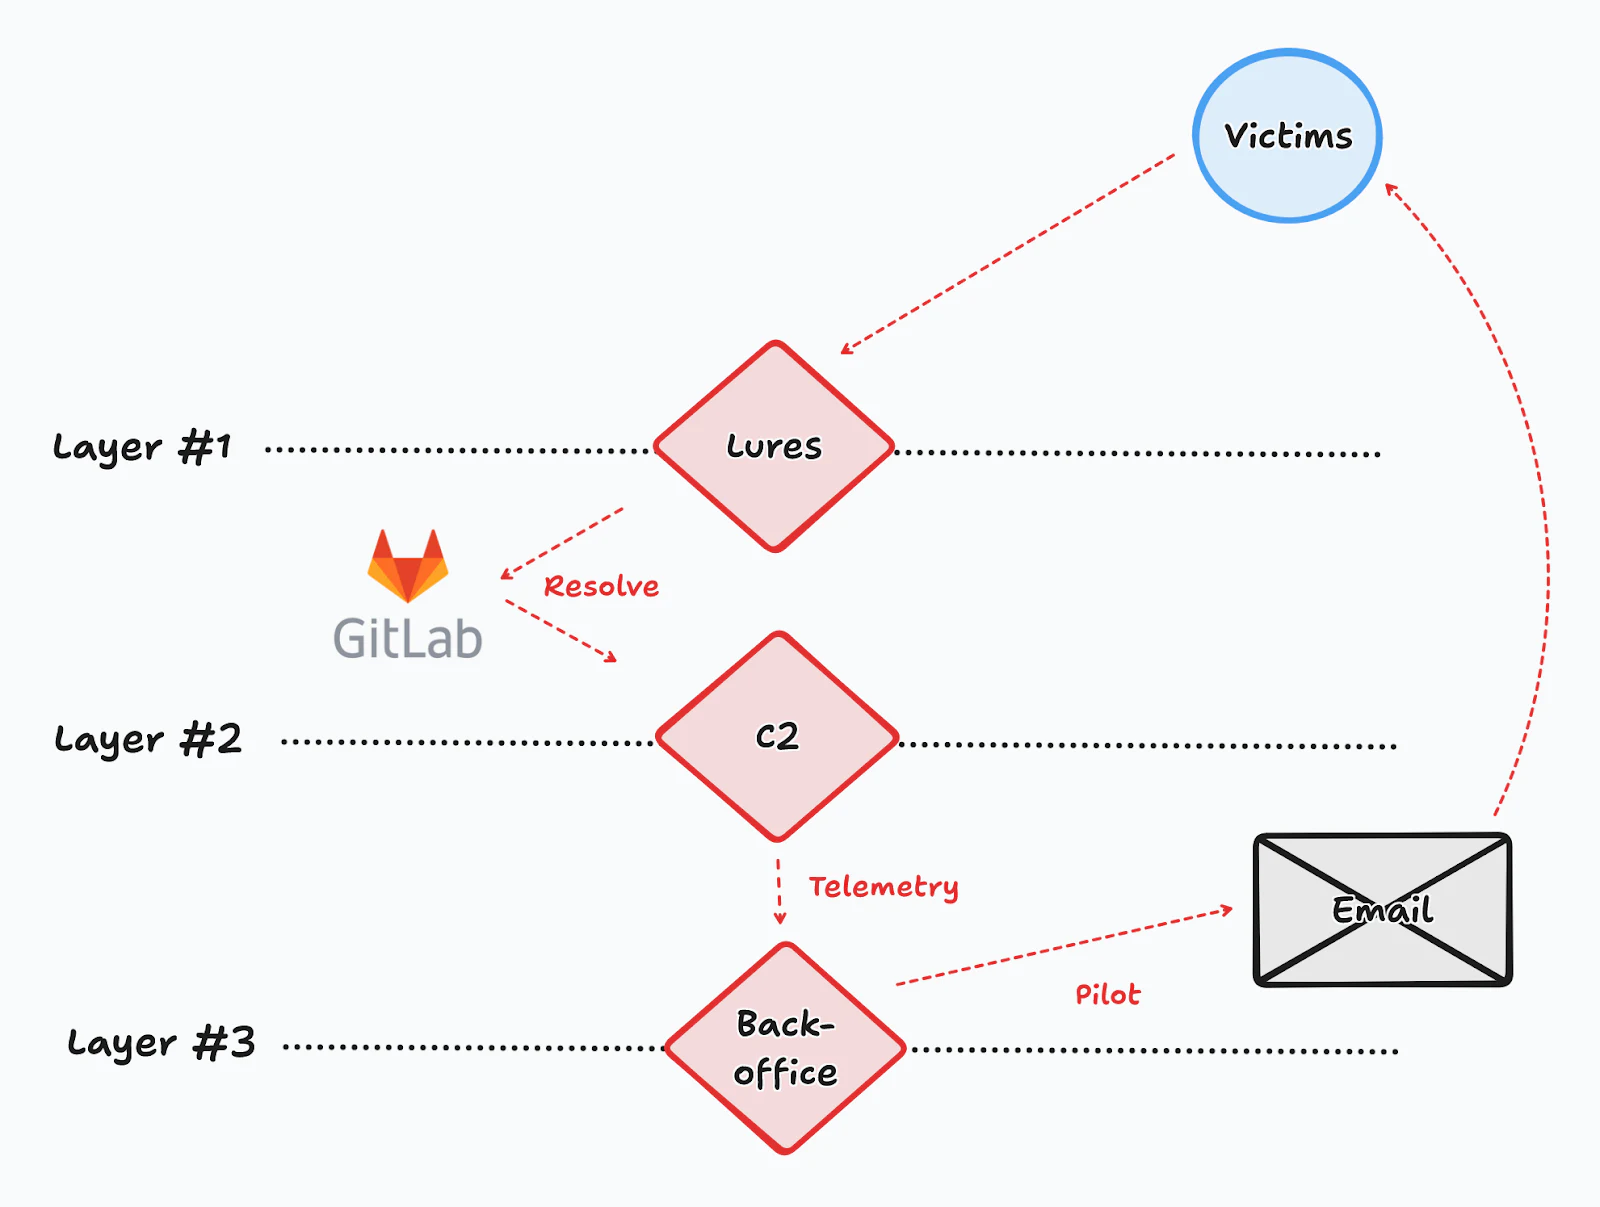 Victims
Layer #1
Lures
Resolve
GitLab
Layer #2
C2
Telemetry
Email
Pilot
Layer #3
Back-
office